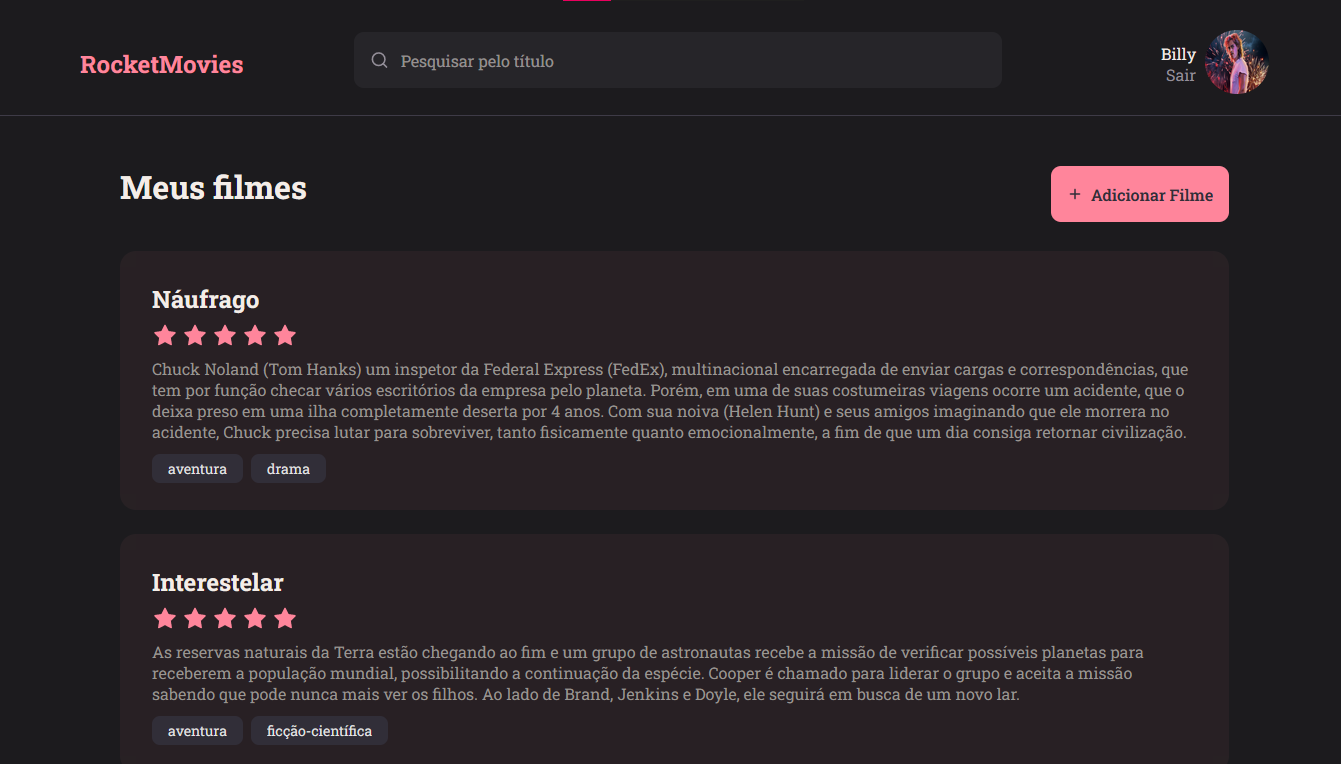 RocketMovies
Pesquisar pelo título
Billy
Sair
Meus filmes
+ Adicionar Filme
Náufrago
Chuck Noland (Tom Hanks) um inspetor da Federal Express (FedEx), multinacional encarregada de enviar cargas e correspondências, que
tem por função checar vários escritórios da empresa pelo planeta. Porém, em uma de suas costumeiras viagens ocorre um acidente, que o
deixa preso em uma ilha completamente deserta por 4 anos. Com sua noiva (Helen Hunt) e seus amigos imaginando que ele morrera no
acidente, Chuck precisa lutar para sobreviver, tanto fisicamente quanto emocionalmente, a fim de que um dia consiga retornar civilização.
aventura drama
Interestelar
As reservas naturais da Terra estão chegando ao fim e um grupo de astronautas recebe a missão de verificar possíveis planetas para
receberem a população mundial, possibilitando a continuação da espécie. Cooper é chamado para liderar o grupo e aceita a missão
sabendo que pode nunca mais ver os filhos. Ao lado de Brand, Jenkins e Doyle, ele seguirá em busca de um novo lar.
aventura ficção-científica